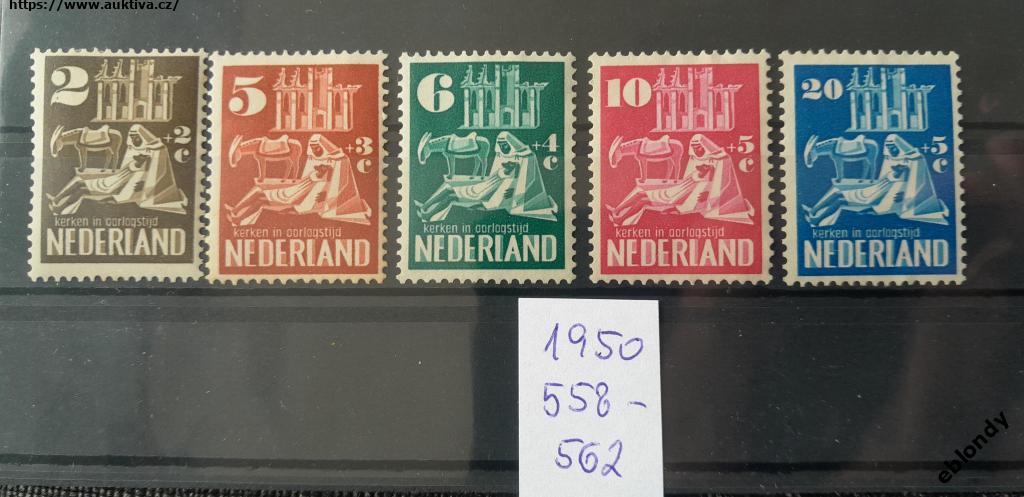 https://www.auktiva.cz/
2 +2 c
kerken in oorlogstijd
NEDERLAND
5 +3 c
kerken in oorlogstijd
NEDERLAND
6 +4 c
kerken in oorlogstijd
NEDERLAND
10 +5 c
kerken in oorlogstijd
NEDERLAND
20 +5 c
kerken in oorlogstijd
NEDERLAND
1950
558-
562
eblondy